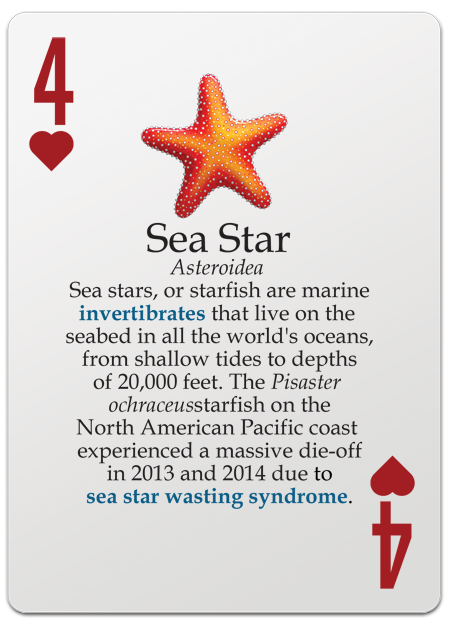 4
Sea Star
Asteroidea
Sea stars, or starfish are marine
invertibrates that live on the
seabed in all the world's oceans,
from shallow tides to depths
of 20,000 feet. The Pisaster
ochraceusstarfish on the
North American Pacific coast
experienced a massive die-off
in 2013 and 2014 due to
sea star wasting syndrome.
4